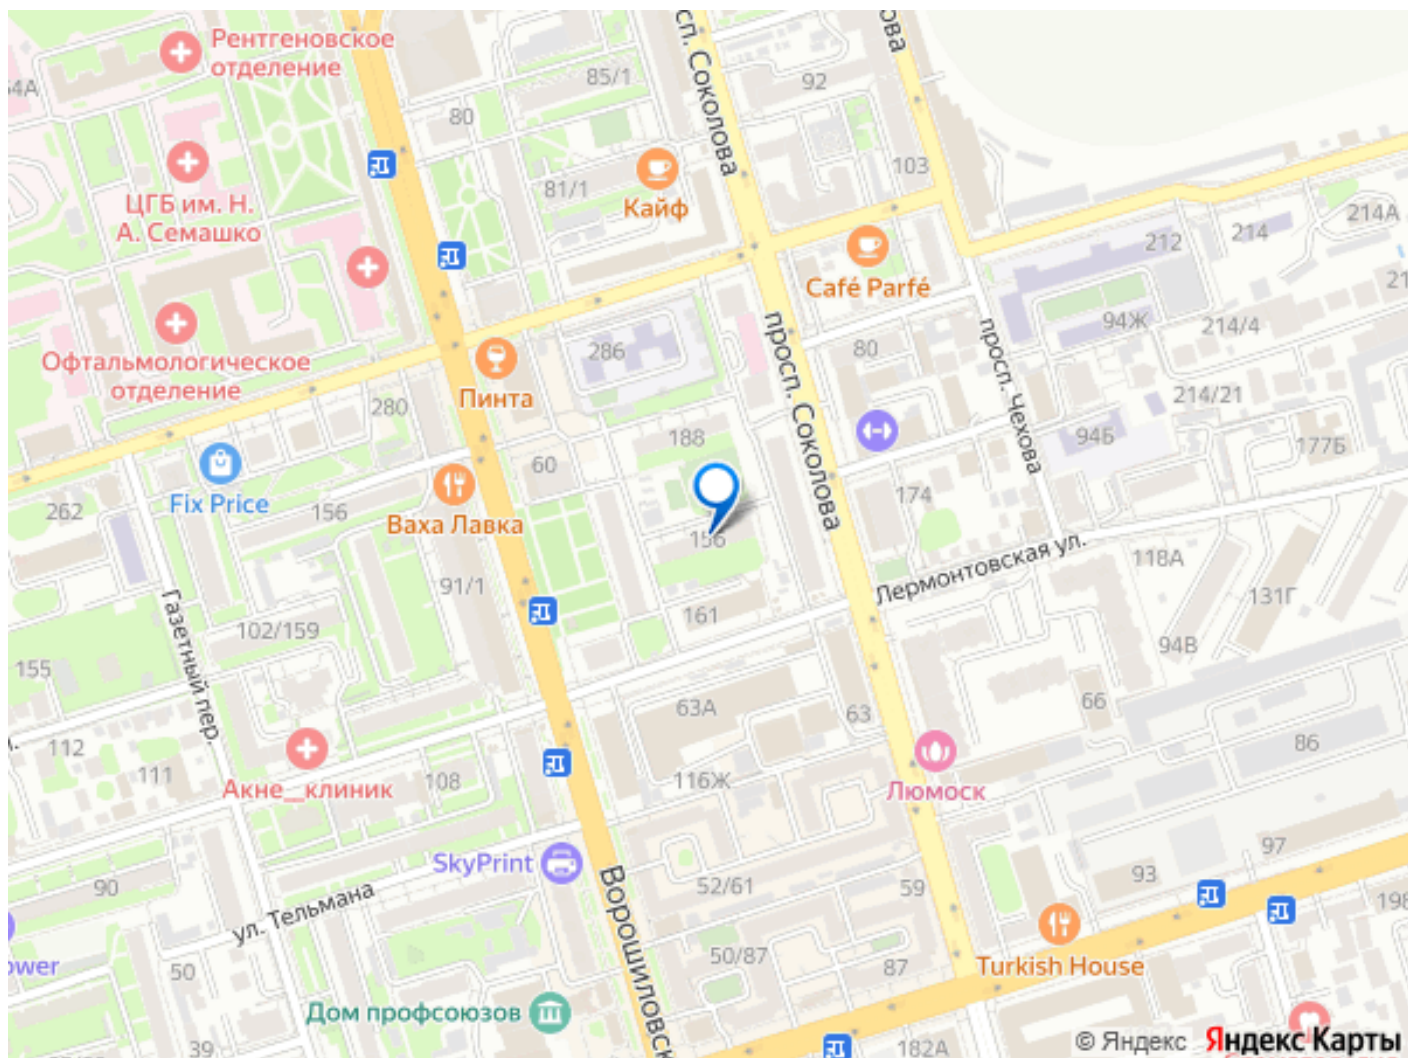 Рентгеновское
отделение
85/1
92
просп. Соколова
80
ЦГБ им. Н.
А. Семашко
81/1
Кайф
103
212
214
214А
Café Parfé
Офтальмологическое
отделение
286
Пинта
280
просп. Соколова
80
просп. Чехова
94Ж
214/4
214/21
94Б
177Б
188
60
Fix Price
262
156
Ваха Лавка
156
174
Лермонтовская ул.
118А
131Г
91/1
161
Газетный пер.
102/159
155
94В
63А
63
66
86
112
111
Акне__клиник
108
116Ж
Люмоск
SkyPrint
90
ул. Тельмана
52/61
59
93
97
198
50
50/87
87
Turkish House
Дом профсоюзов
39
182А
© Яндекс Яндекс Карты